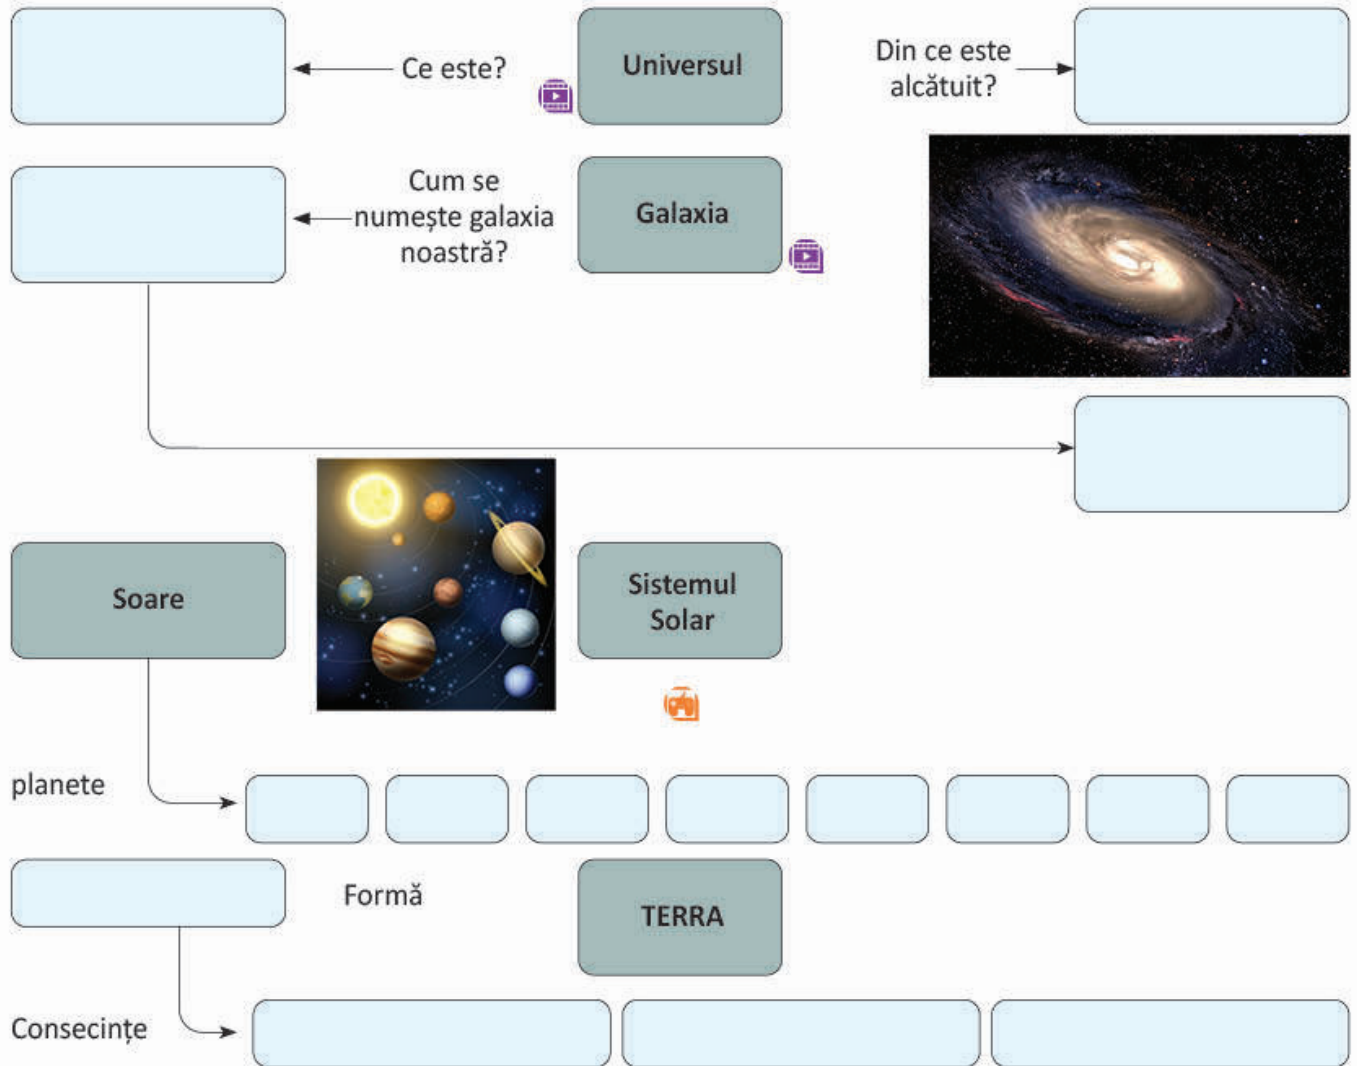 Ce este?
Universul
Din ce este
alcătuit?
Cum se
numește galaxia
noastră?
Galaxia
Soare
Sistemul
Solar
planete
Formă
TERRA
Consecințe